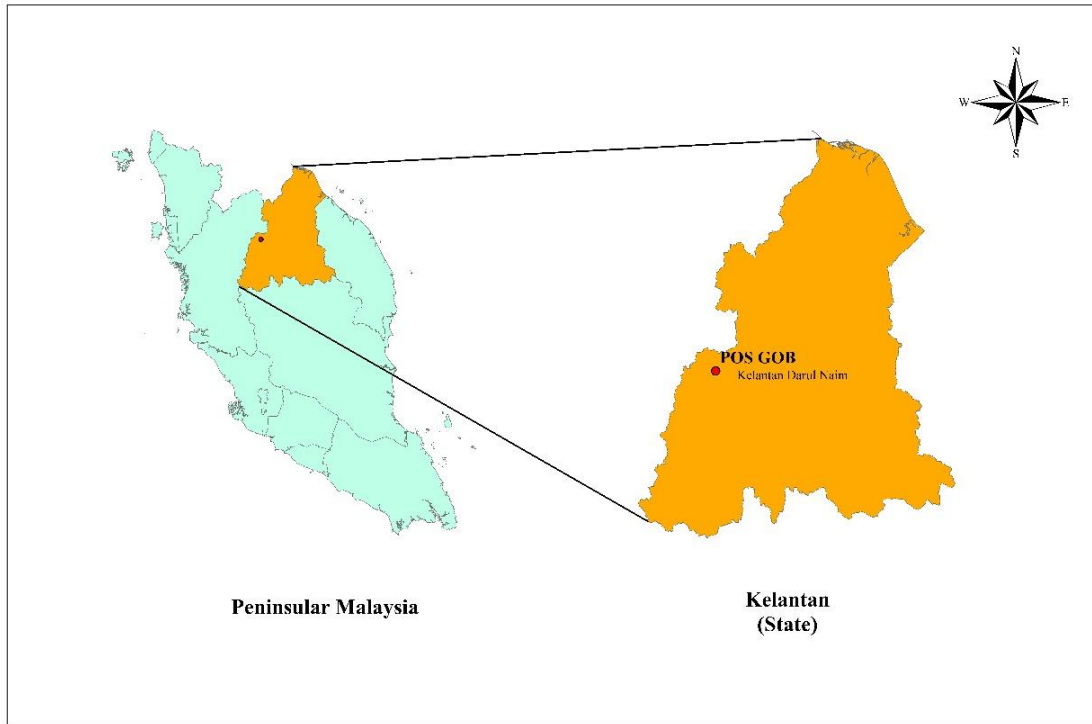 N
W E
S
POS GOB
Kelantan Darul Naim
Peninsular Malaysia
Kelantan
(State)